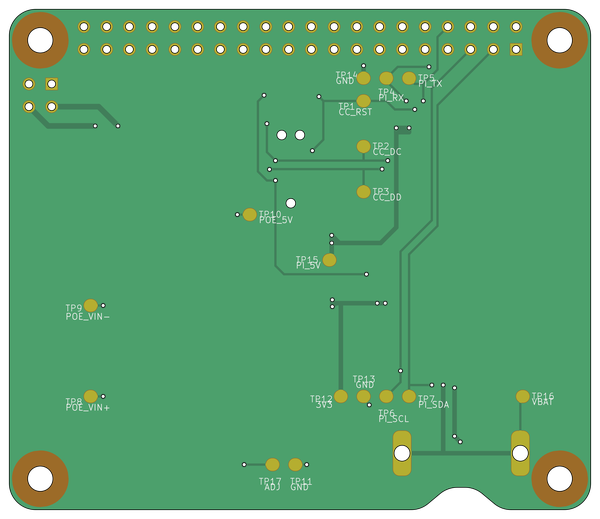 TP14
GND
TP4
PI_RX
TP5
PI_TX
TP1
CC_RST
TP2
CC_DC
TP3
CC_DD
TP10
POE_5V
TP15
PI_5V
TP9
POE_VIN-
TP8
POE_VIN+
TP12
3V3
TP13
GND
TP6
PI_SCL
TP7
PI_SDA
TP16
VBAT
TP17
ADJ
TP11
GND